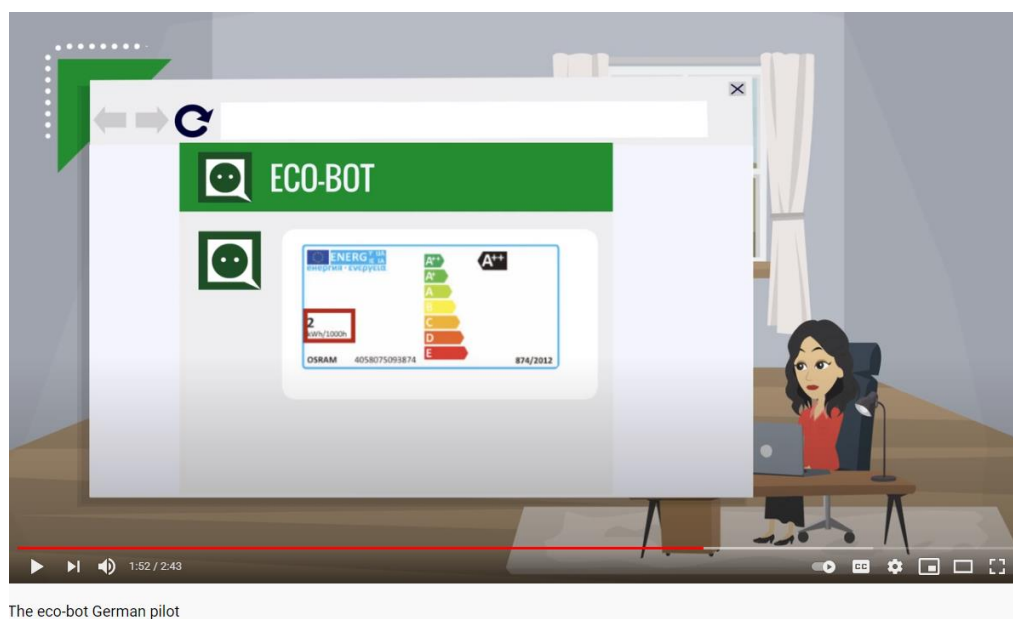 ECO-BOT
ENERG
енергия · ενεργεια
A++
A++
A+
A
B
C
D
E
2
kWh/1000h
OSRAM 4058075093874
874/2012
1:52 / 2:43
CC
The eco-bot German pilot